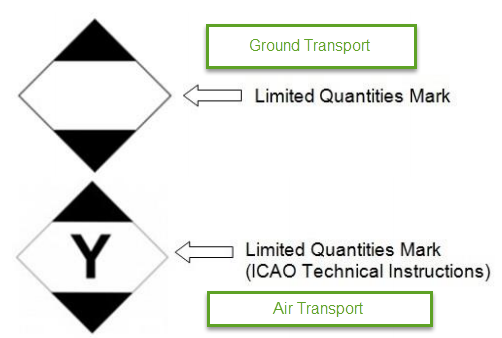 Ground Transport
Limited Quantities Mark
Y
Limited Quantities Mark
(ICAO Technical Instructions)
Air Transport